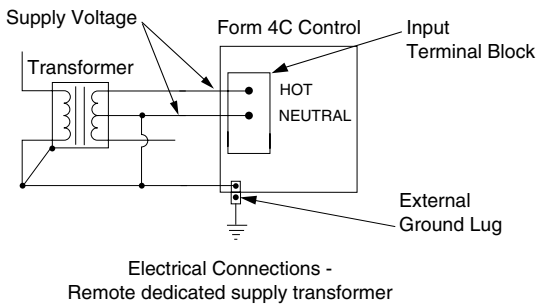 Supply Voltage
Form 4C Control
Input
Terminal Block
Transformer
HOT
NEUTRAL
External
Ground Lug
Electrical Connections -
Remote dedicated supply transformer